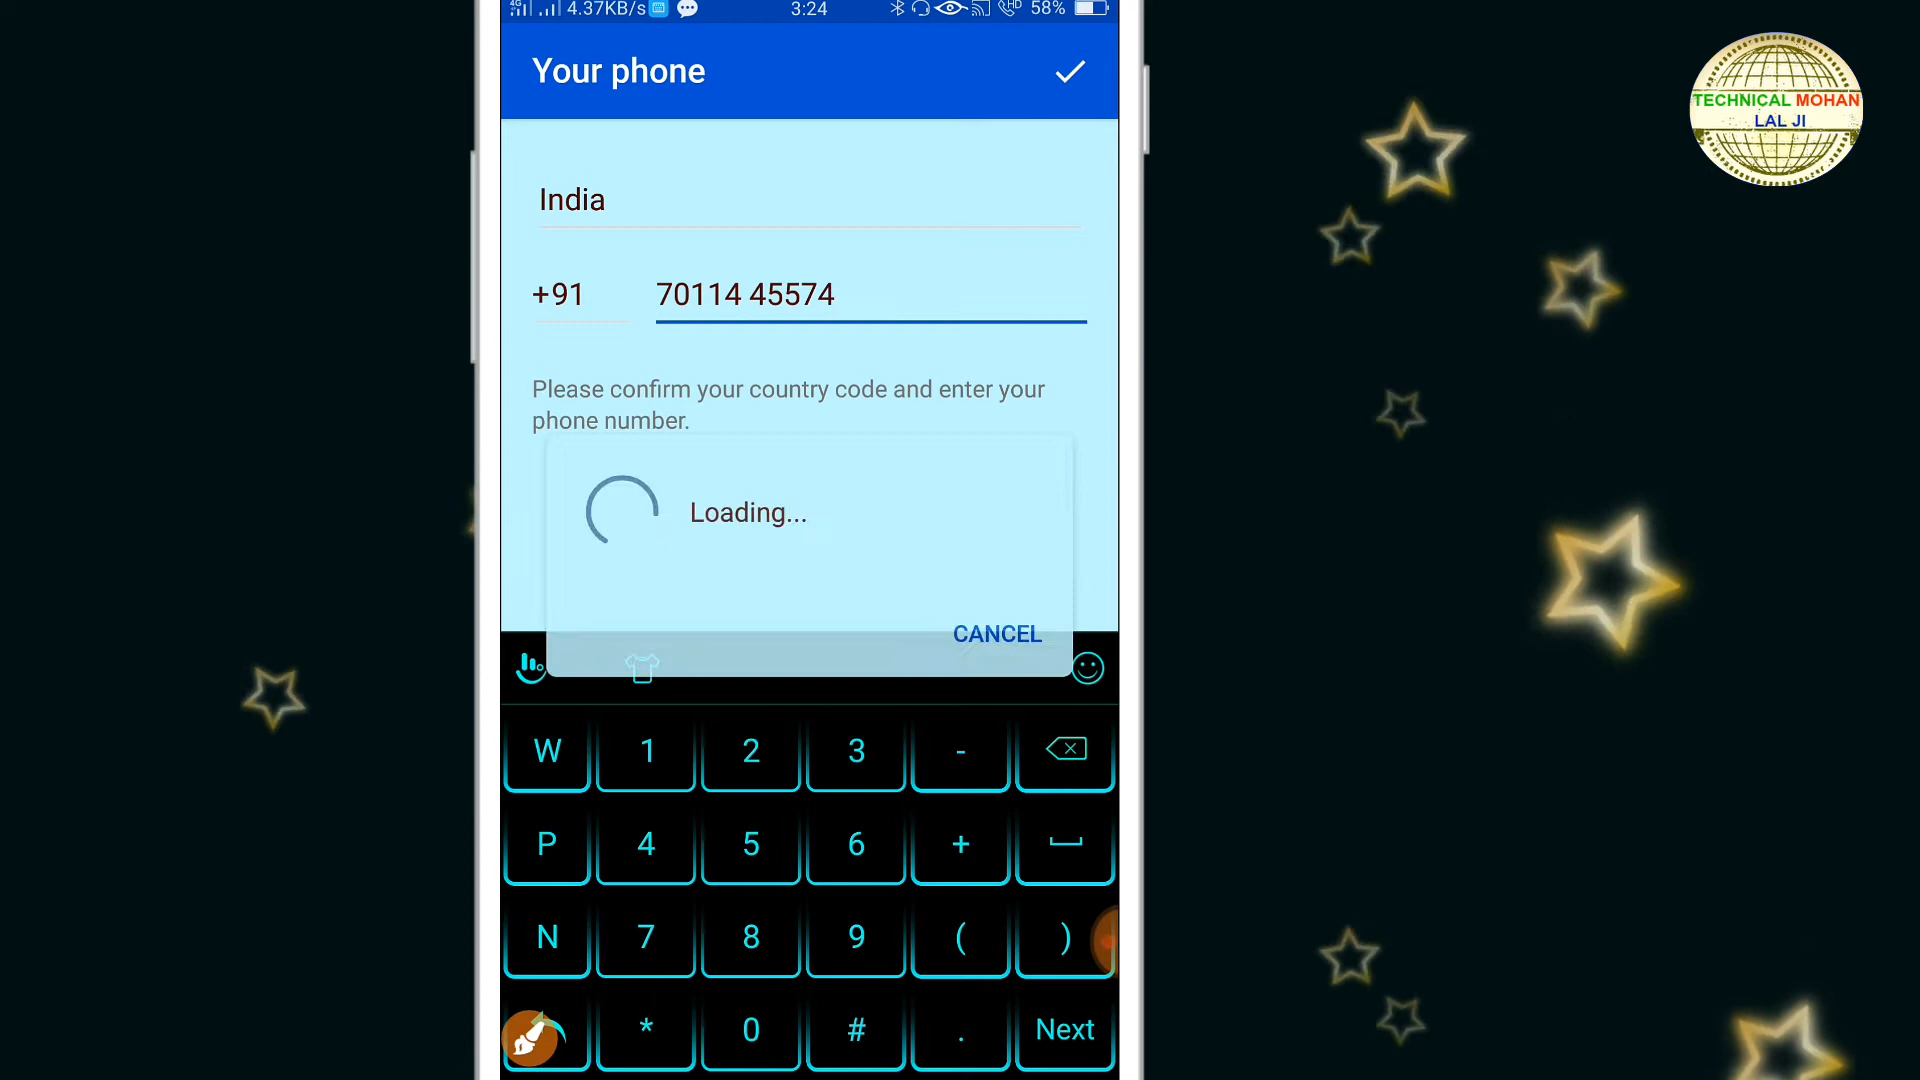 4G 4.37KB/s 3:24 HD 58%
Your phone
TECHNICAL MOHAN
LAL JI
India
+91 70114 45574
Please confirm your country code and enter your
phone number.
Loading...
CANCEL
W 1 2 3 -
P 4 5 6 +
N 7 8 9 ( )
* 0 # . Next